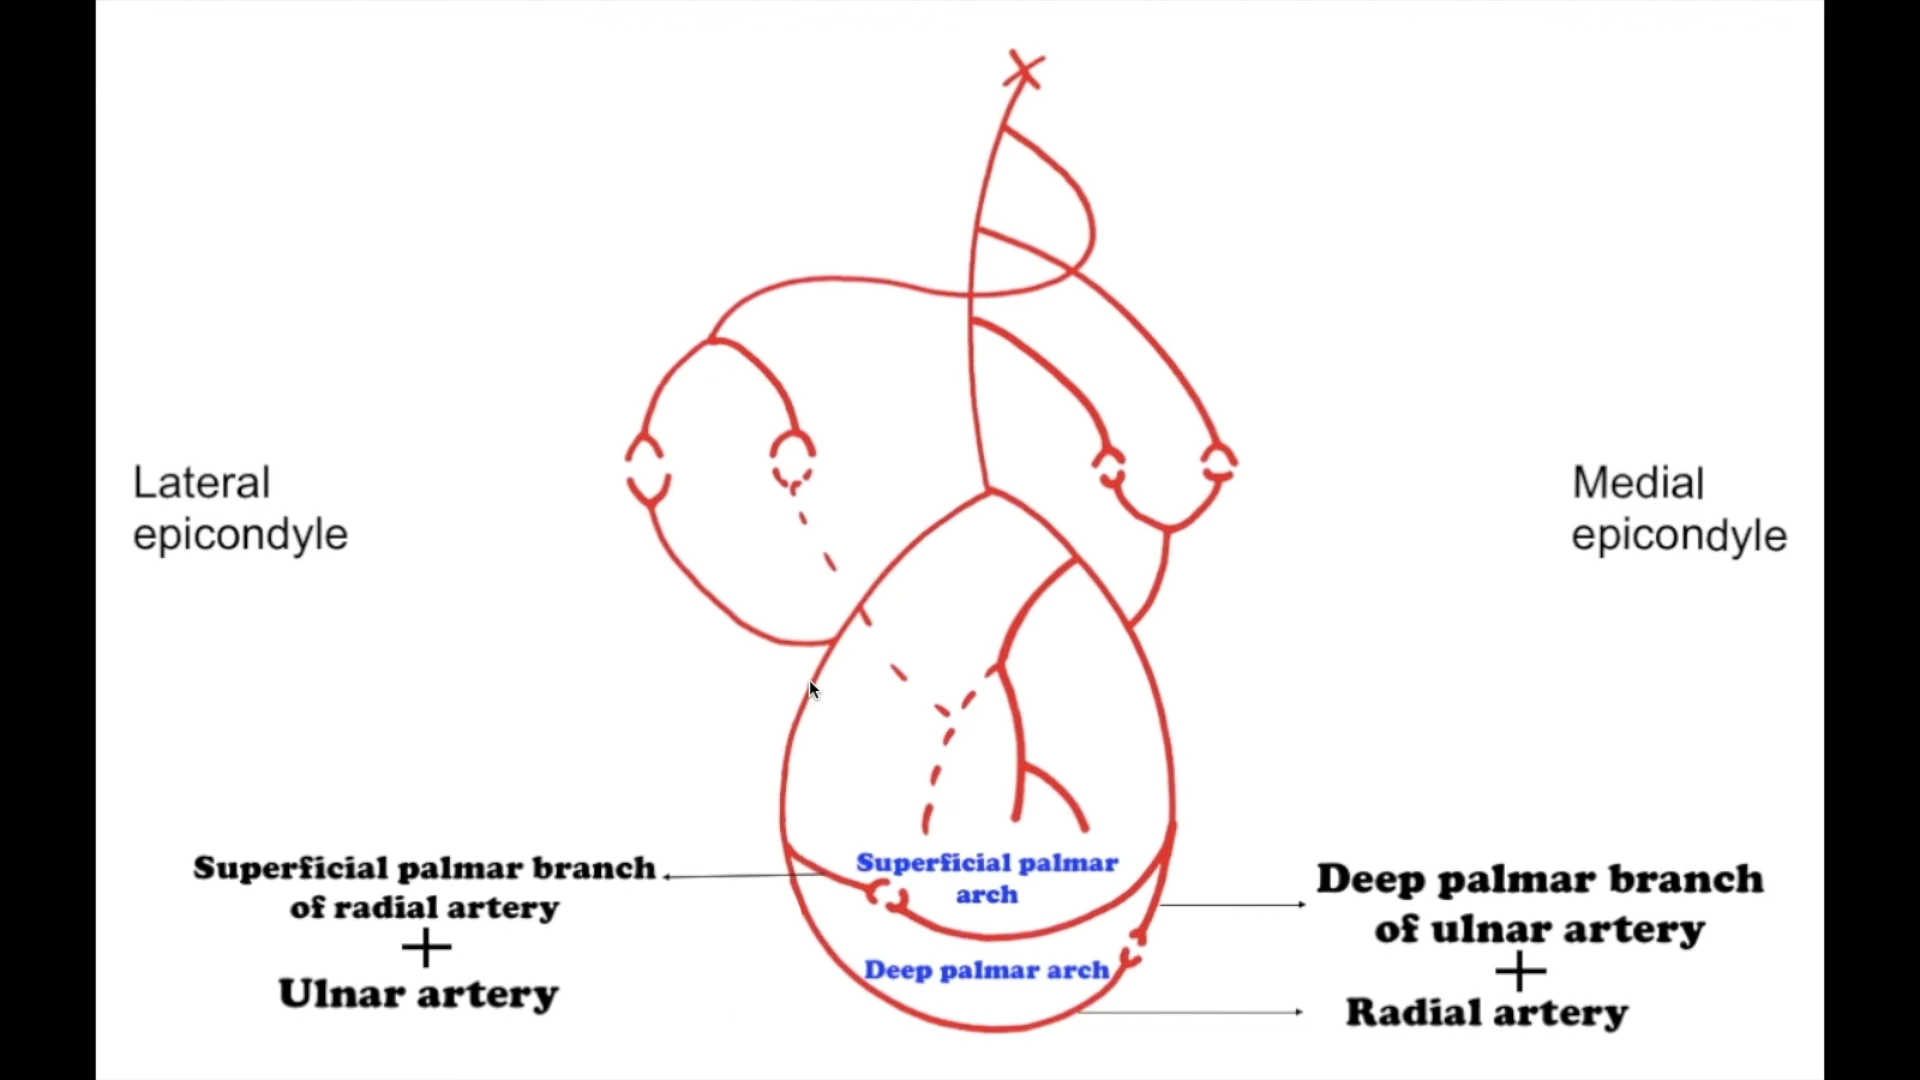 Lateral
epicondyle
Medial
epicondyle
Superficial palmar branch
of radial artery
+
Ulnar artery
Superficial palmar
arch
Deep palmar arch
Deep palmar branch
of ulnar artery
+
Radial artery